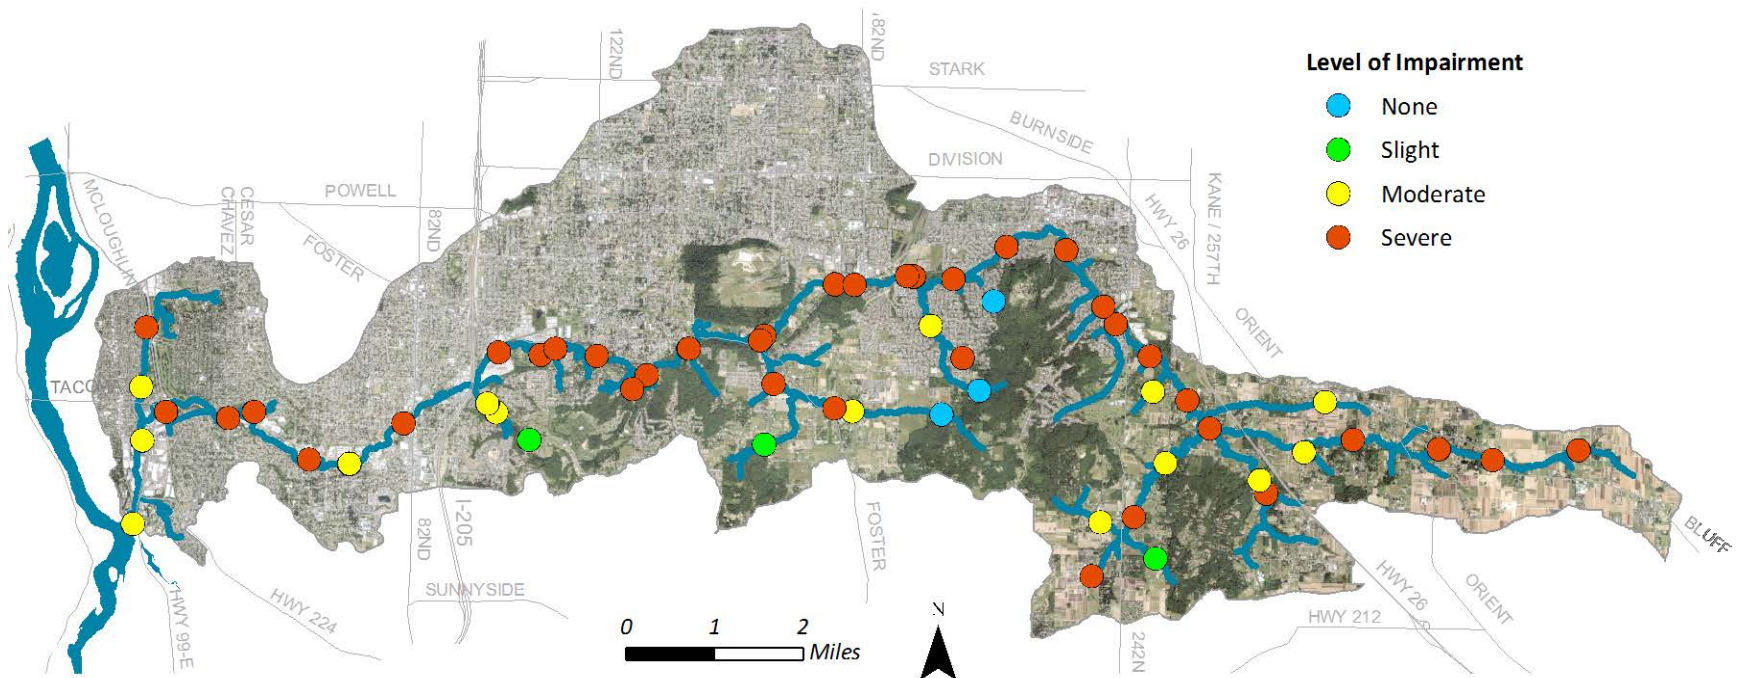 Level of Impairment
None
Slight
Moderate
Severe
122ND
82ND
STARK
BURNSIDE
DIVISION
KANE / 257TH
HWY 26
ORIENT
MCLOUGHLIN
CESAR
CHAVEZ
POWELL
FOSTER
82ND
TACOM
82ND
I-205
SUNNYSIDE
HWY 224
HWY 99-E
FOSTER
242N
HWY 212
HWY 26
ORIENT
BLUFF
0 1 2
Miles
N